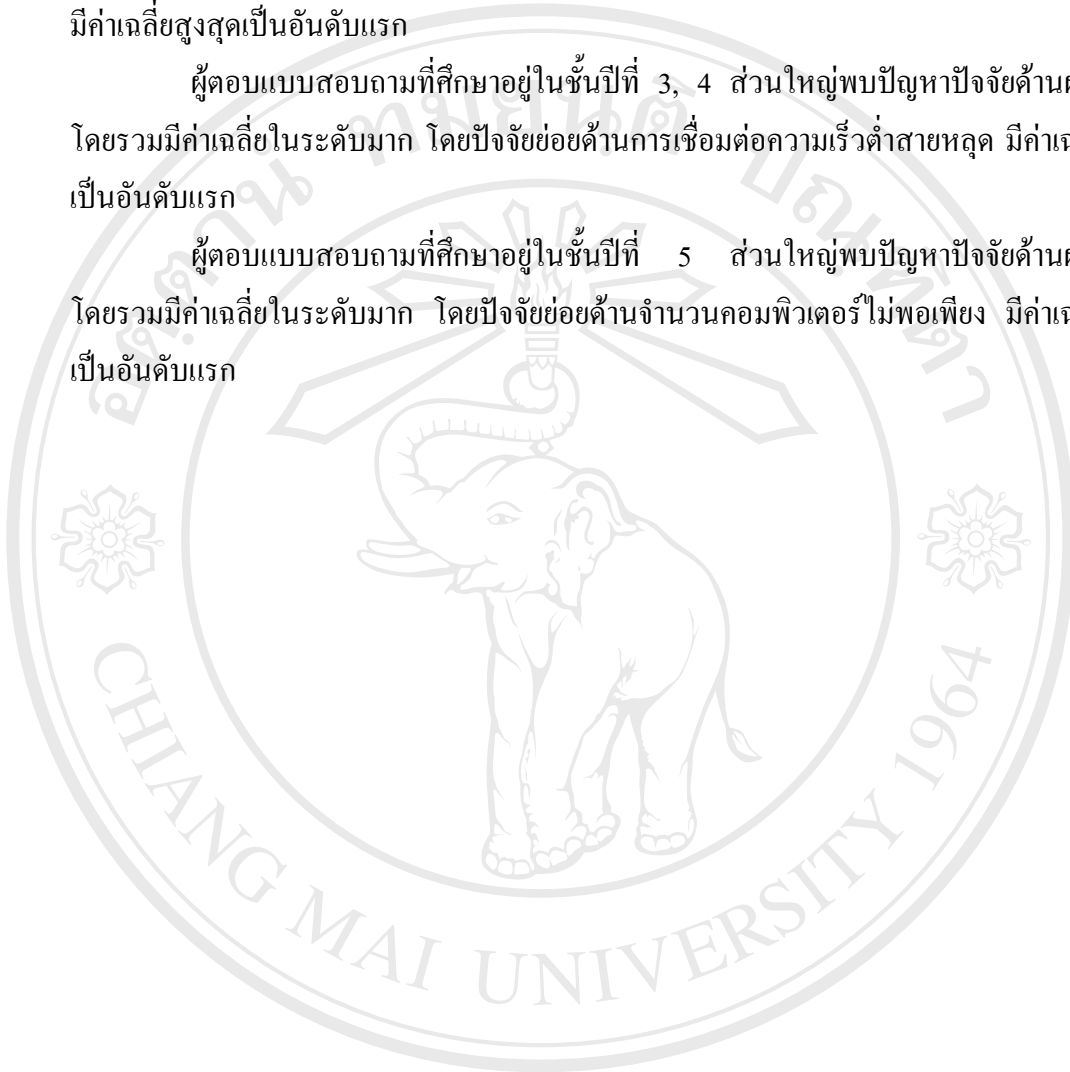 มีค่าเฉลี่ยสูงสุดเป็นอันดับแรก
ผู้ตอบแบบสอบถามที่ศึกษาอยู่ในชั้นปีที่ 3, 4 ส่วนใหญ่พบปัญหาปัจจัยด้าน
โดยรวมมีค่าเฉลี่ยในระดับมาก โดยปัจจัยย่อยด้านการเชื่อมต่อความเร็วต่ำสายหลุด
เป็นอันดับแรก
ผู้ตอบแบบสอบถามที่ศึกษาอยู่ในชั้นปีที่ 5 ส่วนใหญ่พบปัญหาปัจจัยด้าน
โดยรวมมีค่าเฉลี่ยในระดับมาก โดยปัจจัยย่อยด้านจำนวนคอมพิวเตอร์ไม่พอเพียง
เป็นอันดับแรก
อตฺตานํ ทมยนฺติ ปณฺฑิตา
CHIANG MAI UNIVERSITY 1964